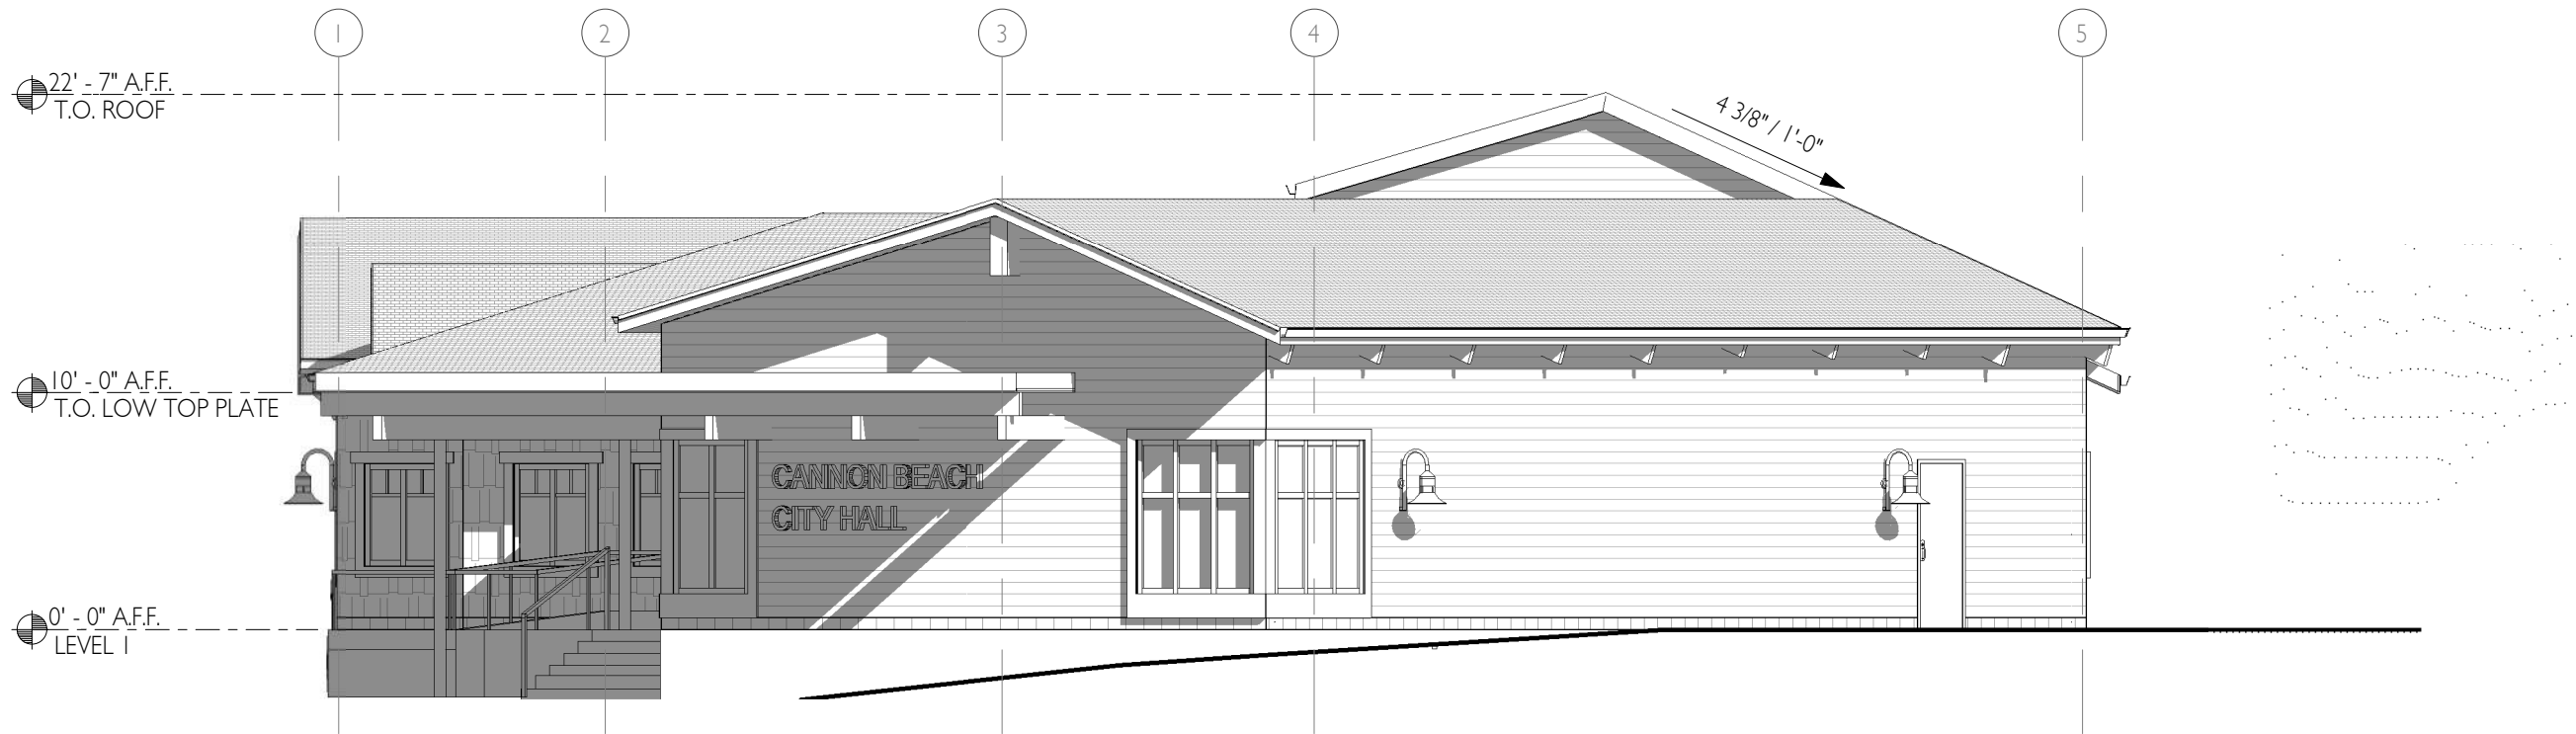 1 2 3 4 5
22' - 7" A.F.F.
T.O. ROOF
4 3/8" / 1'-0"
10' - 0" A.F.F.
T.O. LOW TOP PLATE
CANNON BEACH
CITY HALL
0' - 0" A.F.F.
LEVEL 1